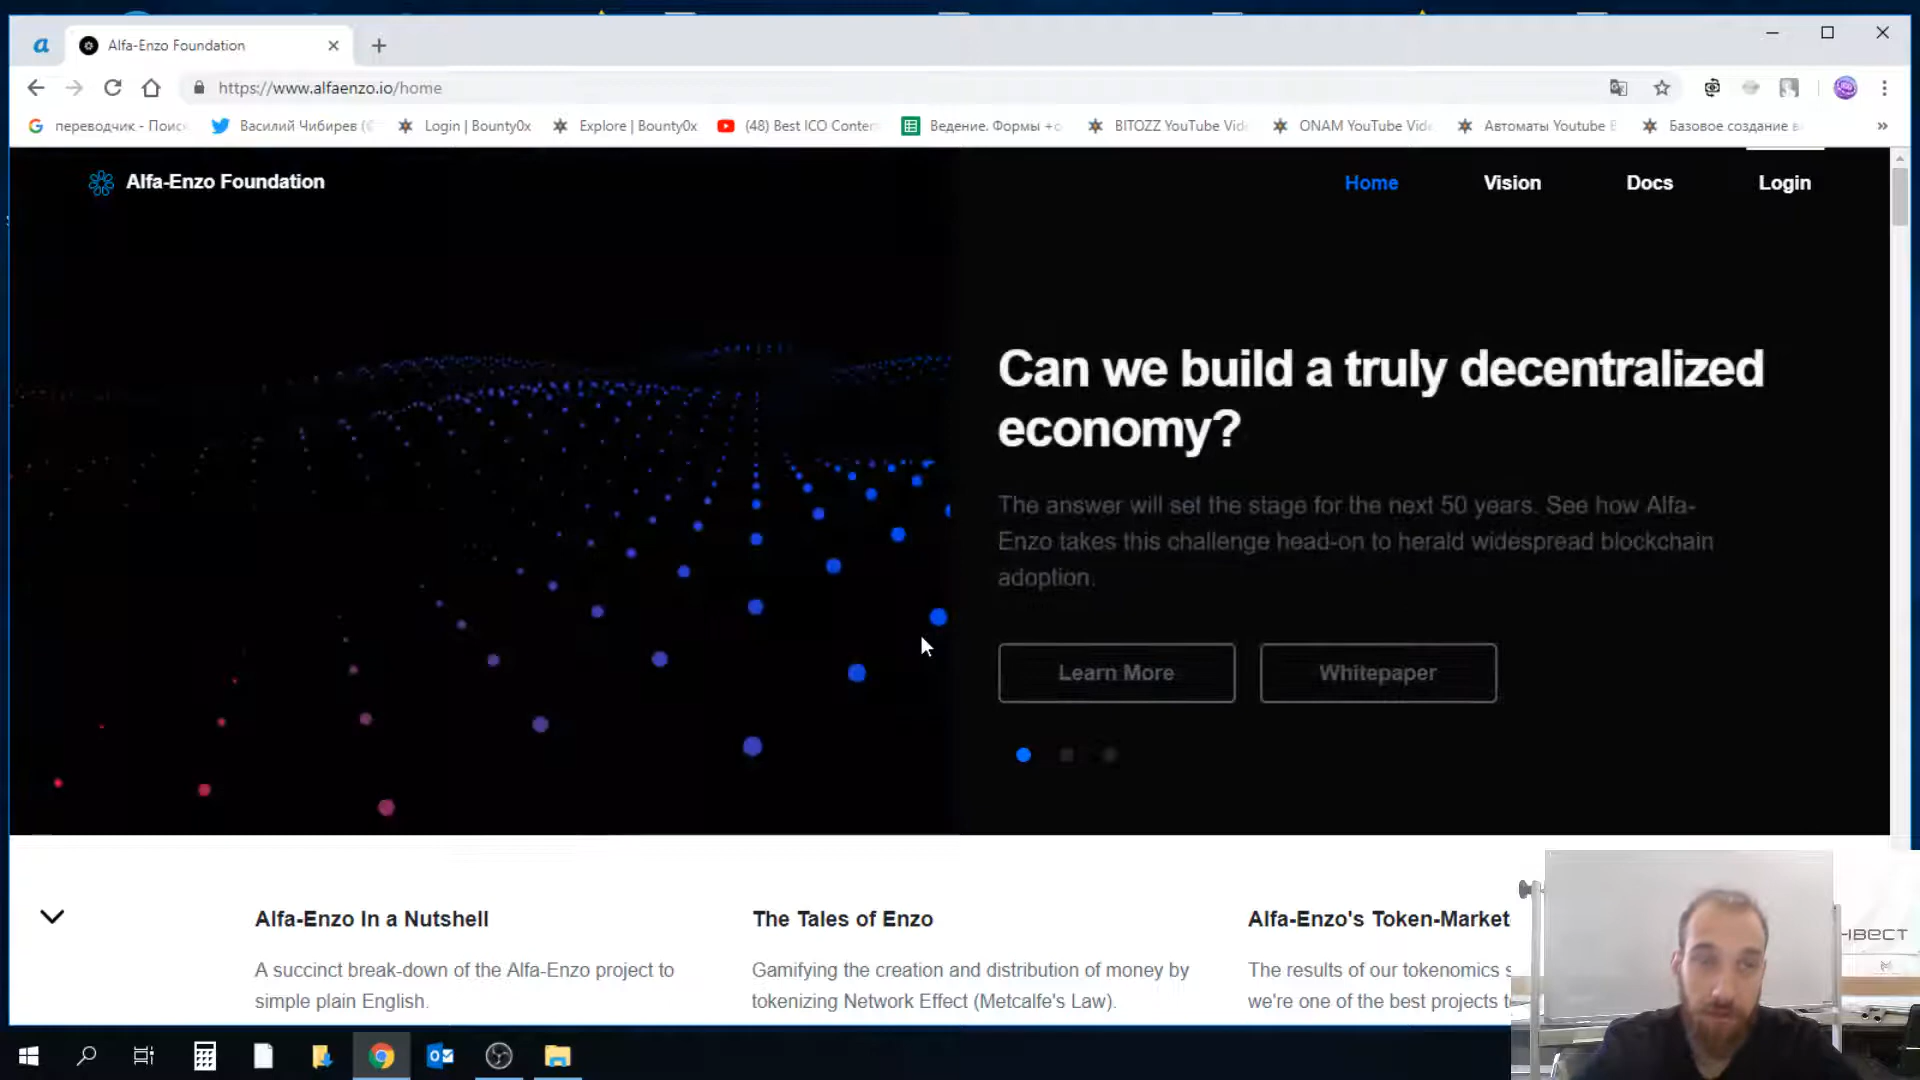 a
Alfa-Enzo Foundation
https://www.alfaenzo.io/home
переводчик - Поис
Василий Чибирев (
Login | Bounty0x
Explore | Bounty0x
(48) Best ICO Conten
Ведение. Формы +с
BITOZZ YouTube Vid
ONAM YouTube Vide
Автоматы Youtube
Базовое создание в
Alfa-Enzo Foundation
Home
Vision
Docs
Login
Can we build a truly decentralized
economy?
The answer will set the stage for the next 50 years. See how Alfa-
Enzo takes this challenge head-on to herald widespread blockchain
adoption.
Learn More
Whitepaper
Alfa-Enzo In a Nutshell
The Tales of Enzo
Alfa-Enzo's Token-Market
A succinct break-down of the Alfa-Enzo project to
simple plain English.
Gamifying the creation and distribution of money by
tokenizing Network Effect (Metcalfe's Law).
The results of our tokenomics s
we're one of the best projects t
НВЕСТ